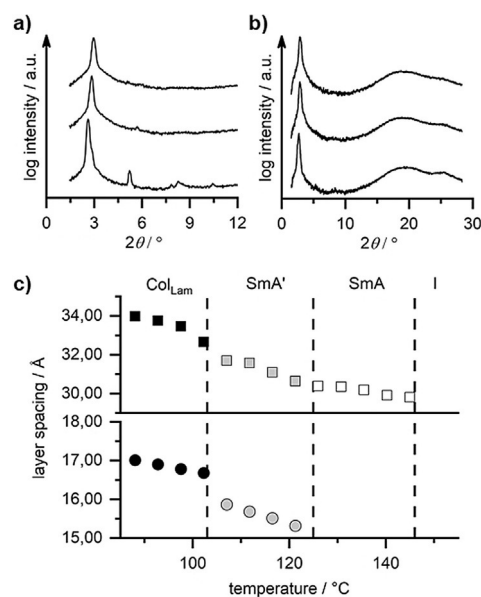 a)
log intensity / a.u.
0 3 6 9 12
2θ / °
b)
log intensity / a.u.
0 10 20 30
2θ / °
c)
Col_Lam SmA' SmA I
layer spacing / Å
34,00
32,00
30,00
18,00
17,00
16,00
15,00
100 120 140
temperature / °C